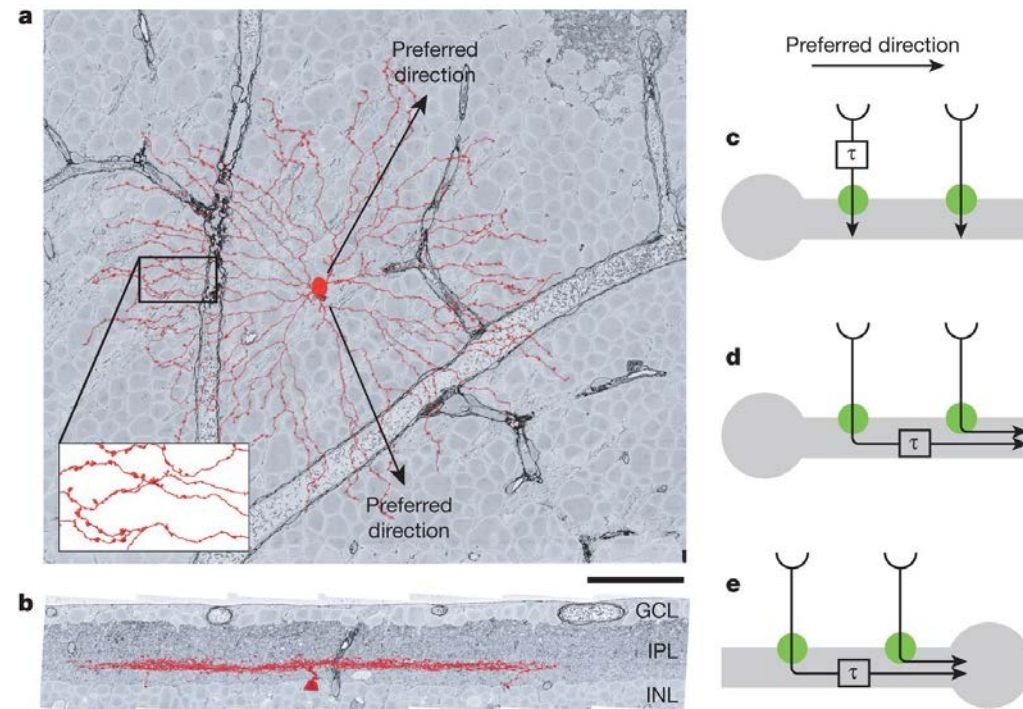 a
Preferred
direction
Preferred
direction
b
GCL
IPL
INL
Preferred direction
c
τ
d
τ
e
τ